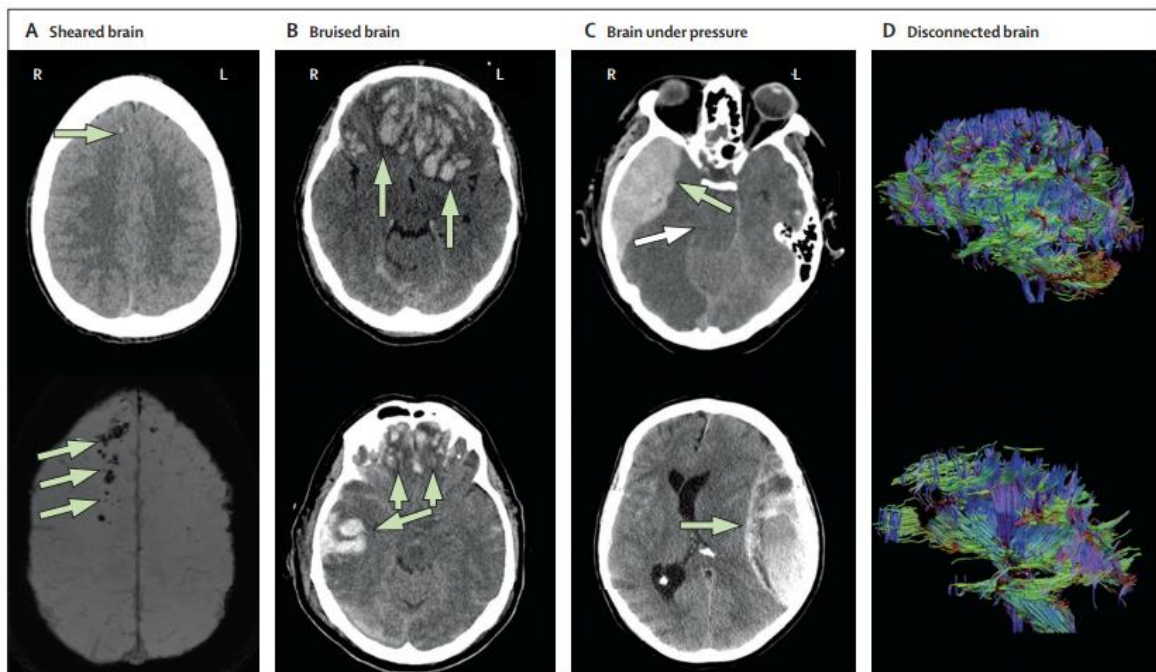 A Sheared brain
B Bruised brain
C Brain under pressure
D Disconnected brain
R L
R L
R L